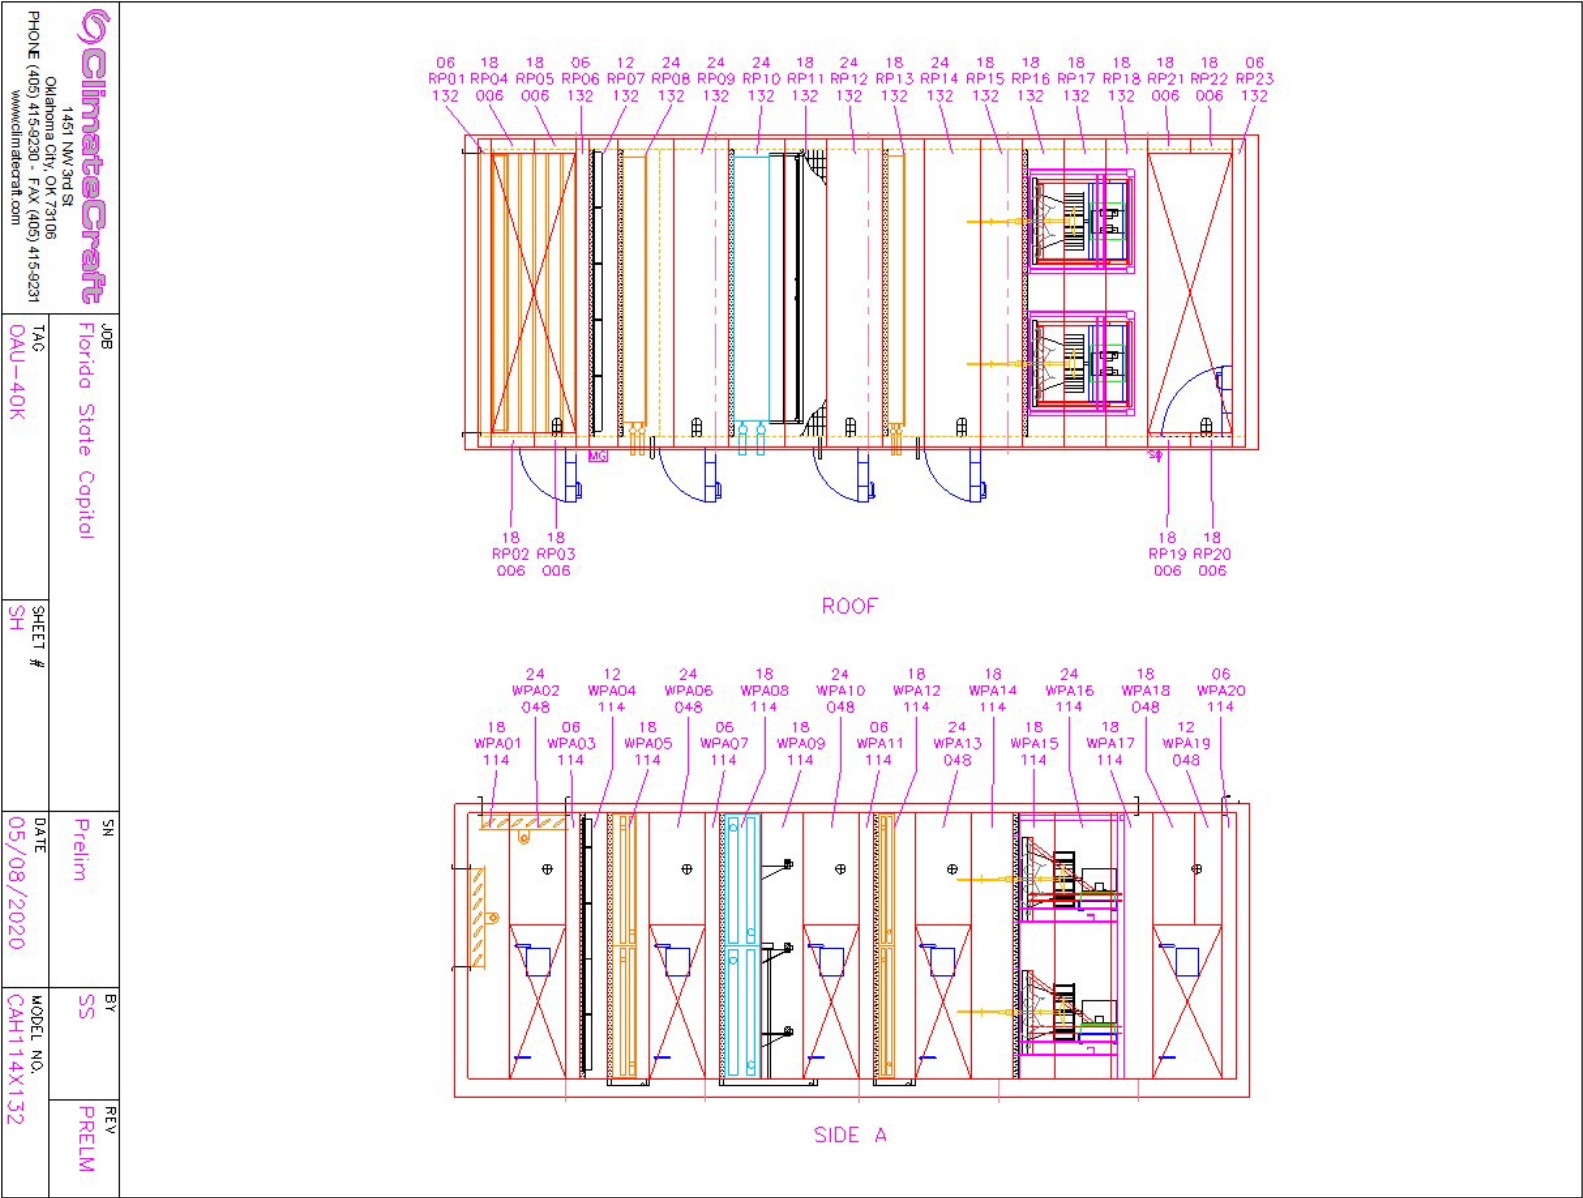 ClimateCraft
1451 NW 3rd St
Oklahoma City, OK 73106
PHONE (405) 415-9230 - FAX (405) 415-9231
www.climatecraft.com
JOB
Florida State Capital
TAG
OAU-40K
SHEET #
SH
SN
Prelim
DATE
05/08/2020
BY
SS
MODEL NO.
CAH114X132
REV
PRELM
06 18 18 06 12 24 24 24 18 24 18 24 18 18 18 18 18 18 06
RP01 RP04 RP05 RP06 RP07 RP08 RP09 RP10 RP11 RP12 RP13 RP14 RP15 RP16 RP17 RP18 RP21 RP22 RP23
132 006 006 132 132 132 132 132 132 132 132 132 132 132 132 132 006 006 132
MG
18 18 18 18
RP02 RP03 RP19 RP20
006 006 006 006
ROOF
24 12 24 18 24 18 18 24 18 06
WPA02 WPA04 WPA06 WPA08 WPA10 WPA12 WPA14 WPA16 WPA18 WPA20
048 114 048 114 048 114 114 114 048 114
18 06 18 06 18 06 24 18 18 12
WPA01 WPA03 WPA05 WPA07 WPA09 WPA11 WPA13 WPA15 WPA17 WPA19
114 114 114 114 114 114 048 114 114 048
SIDE A